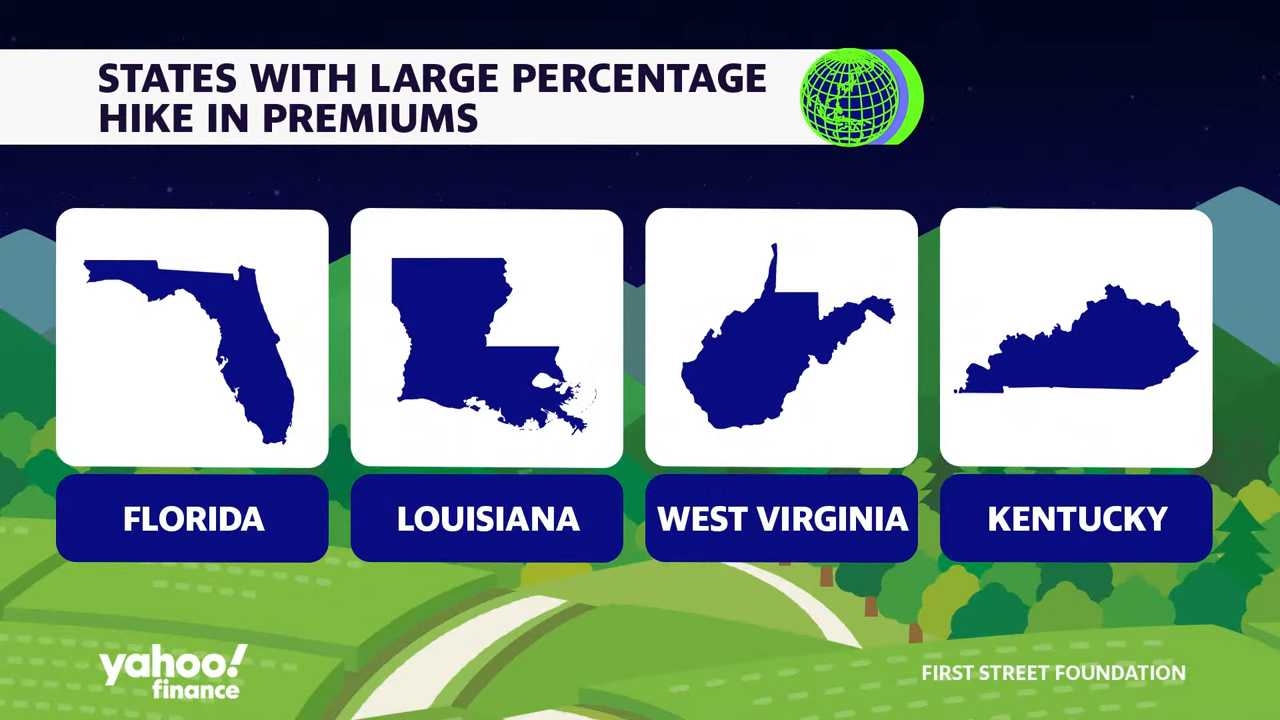 STATES WITH LARGE PERCENTAGE
HIKE IN PREMIUMS
FLORIDA
LOUISIANA
WEST VIRGINIA
KENTUCKY
yahoo!
finance
FIRST STREET FOUNDATION